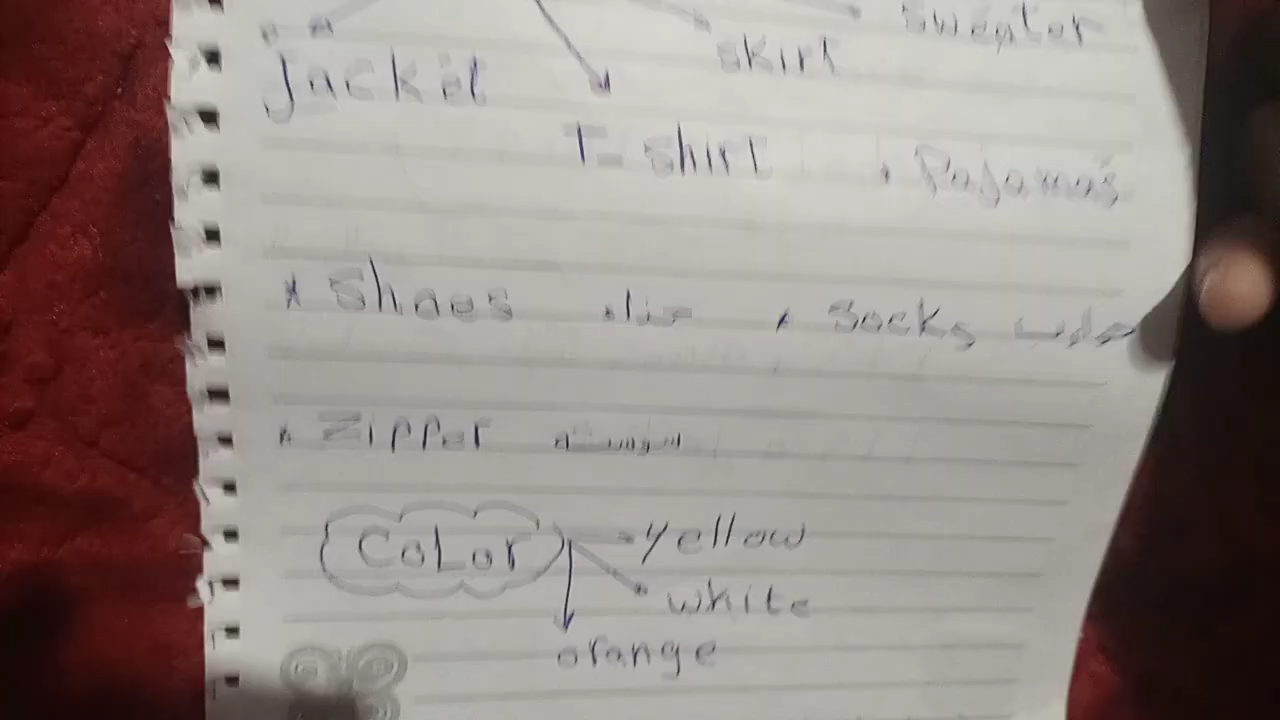 Sweater
Skirt
Jacket
T-shirt
Pajamas
Shoes
Socks
Zipper
CoLor
yellow
white
orange